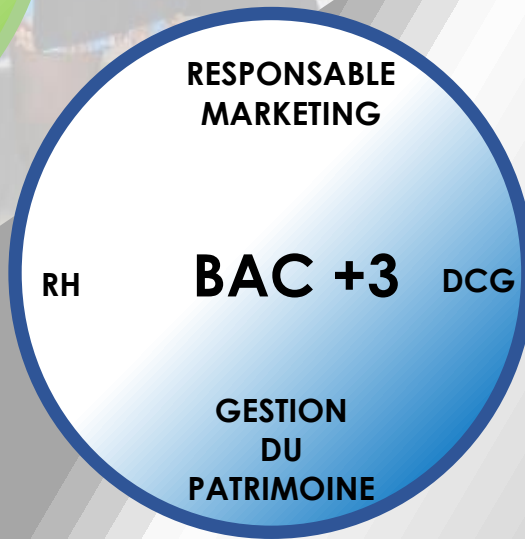 RESPONSABLE
MARKETING
RH
BAC +3
DCG
GESTION
DU
PATRIMOINE